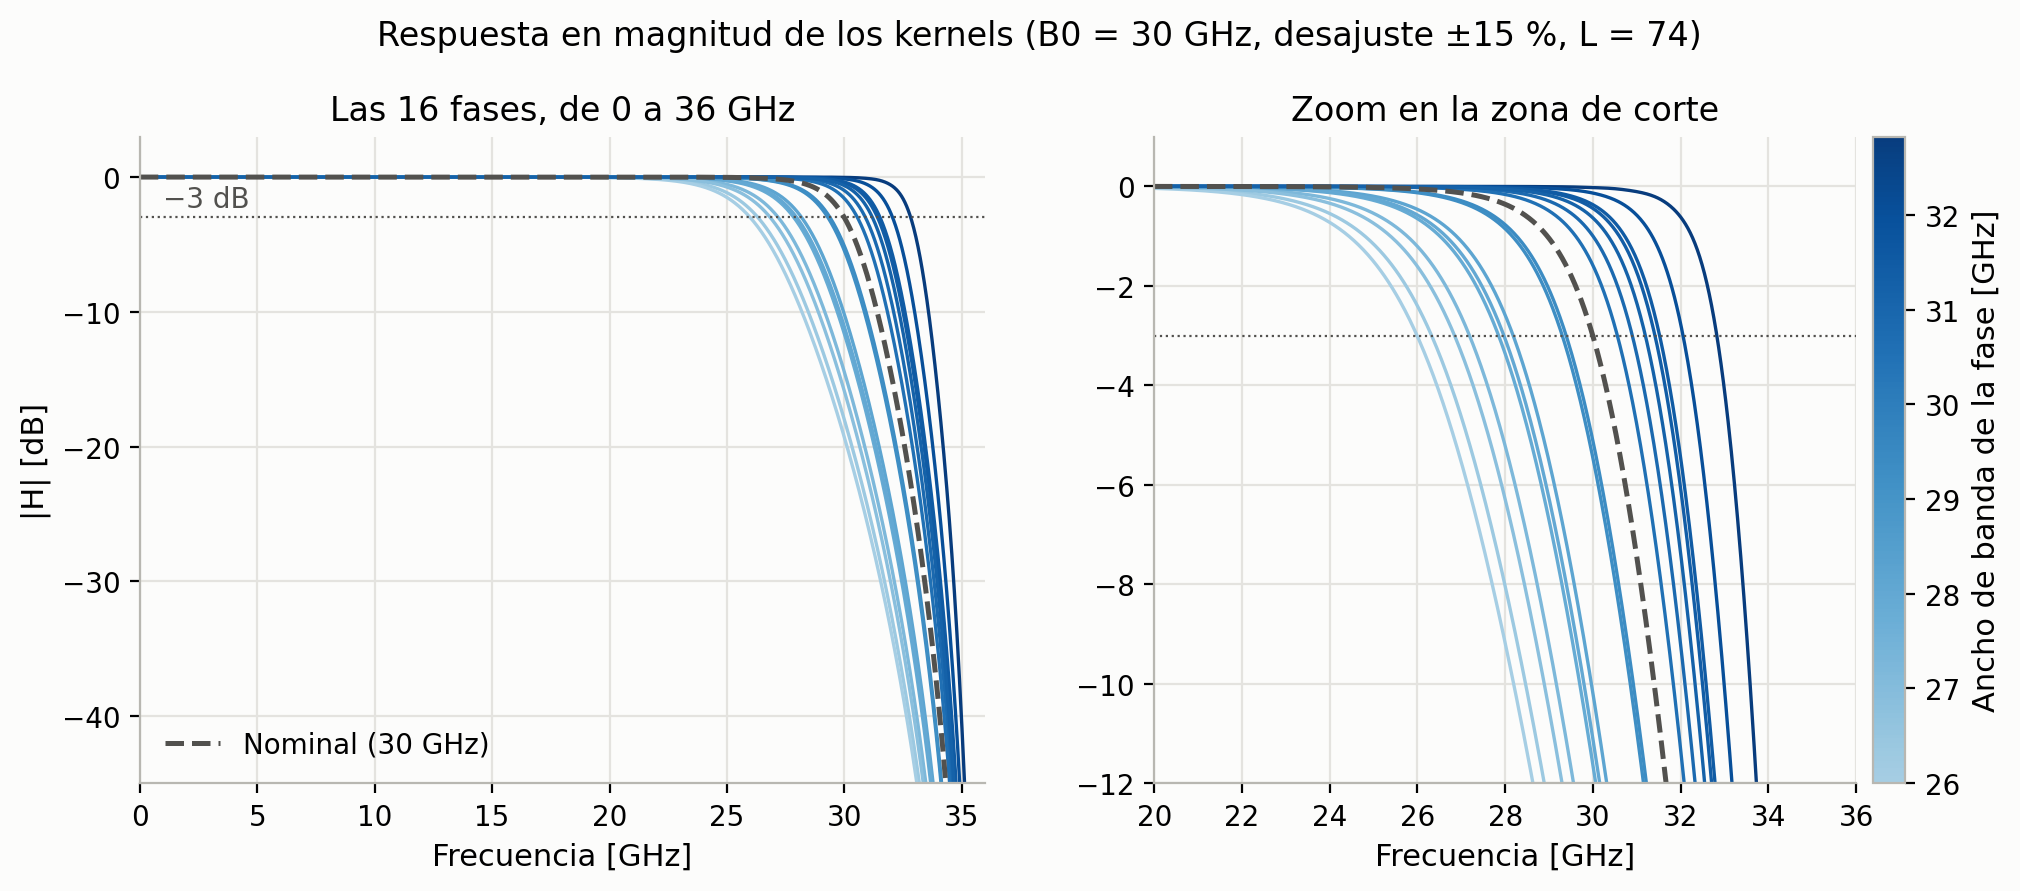 Respuesta en magnitud de los kernels (B0 = 30 GHz, desajuste ±15 %, L = 74)
Las 16 fases, de 0 a 36 GHz
|H| [dB]
0
−10
−20
−30
−40
−3 dB
Nominal (30 GHz)
0 5 10 15 20 25 30 35
Frecuencia [GHz]
Zoom en la zona de corte
0
−2
−4
−6
−8
−10
−12
20 22 24 26 28 30 32 34 36
Frecuencia [GHz]
32
31
30
29
28
27
26
Ancho de banda de la fase [GHz]